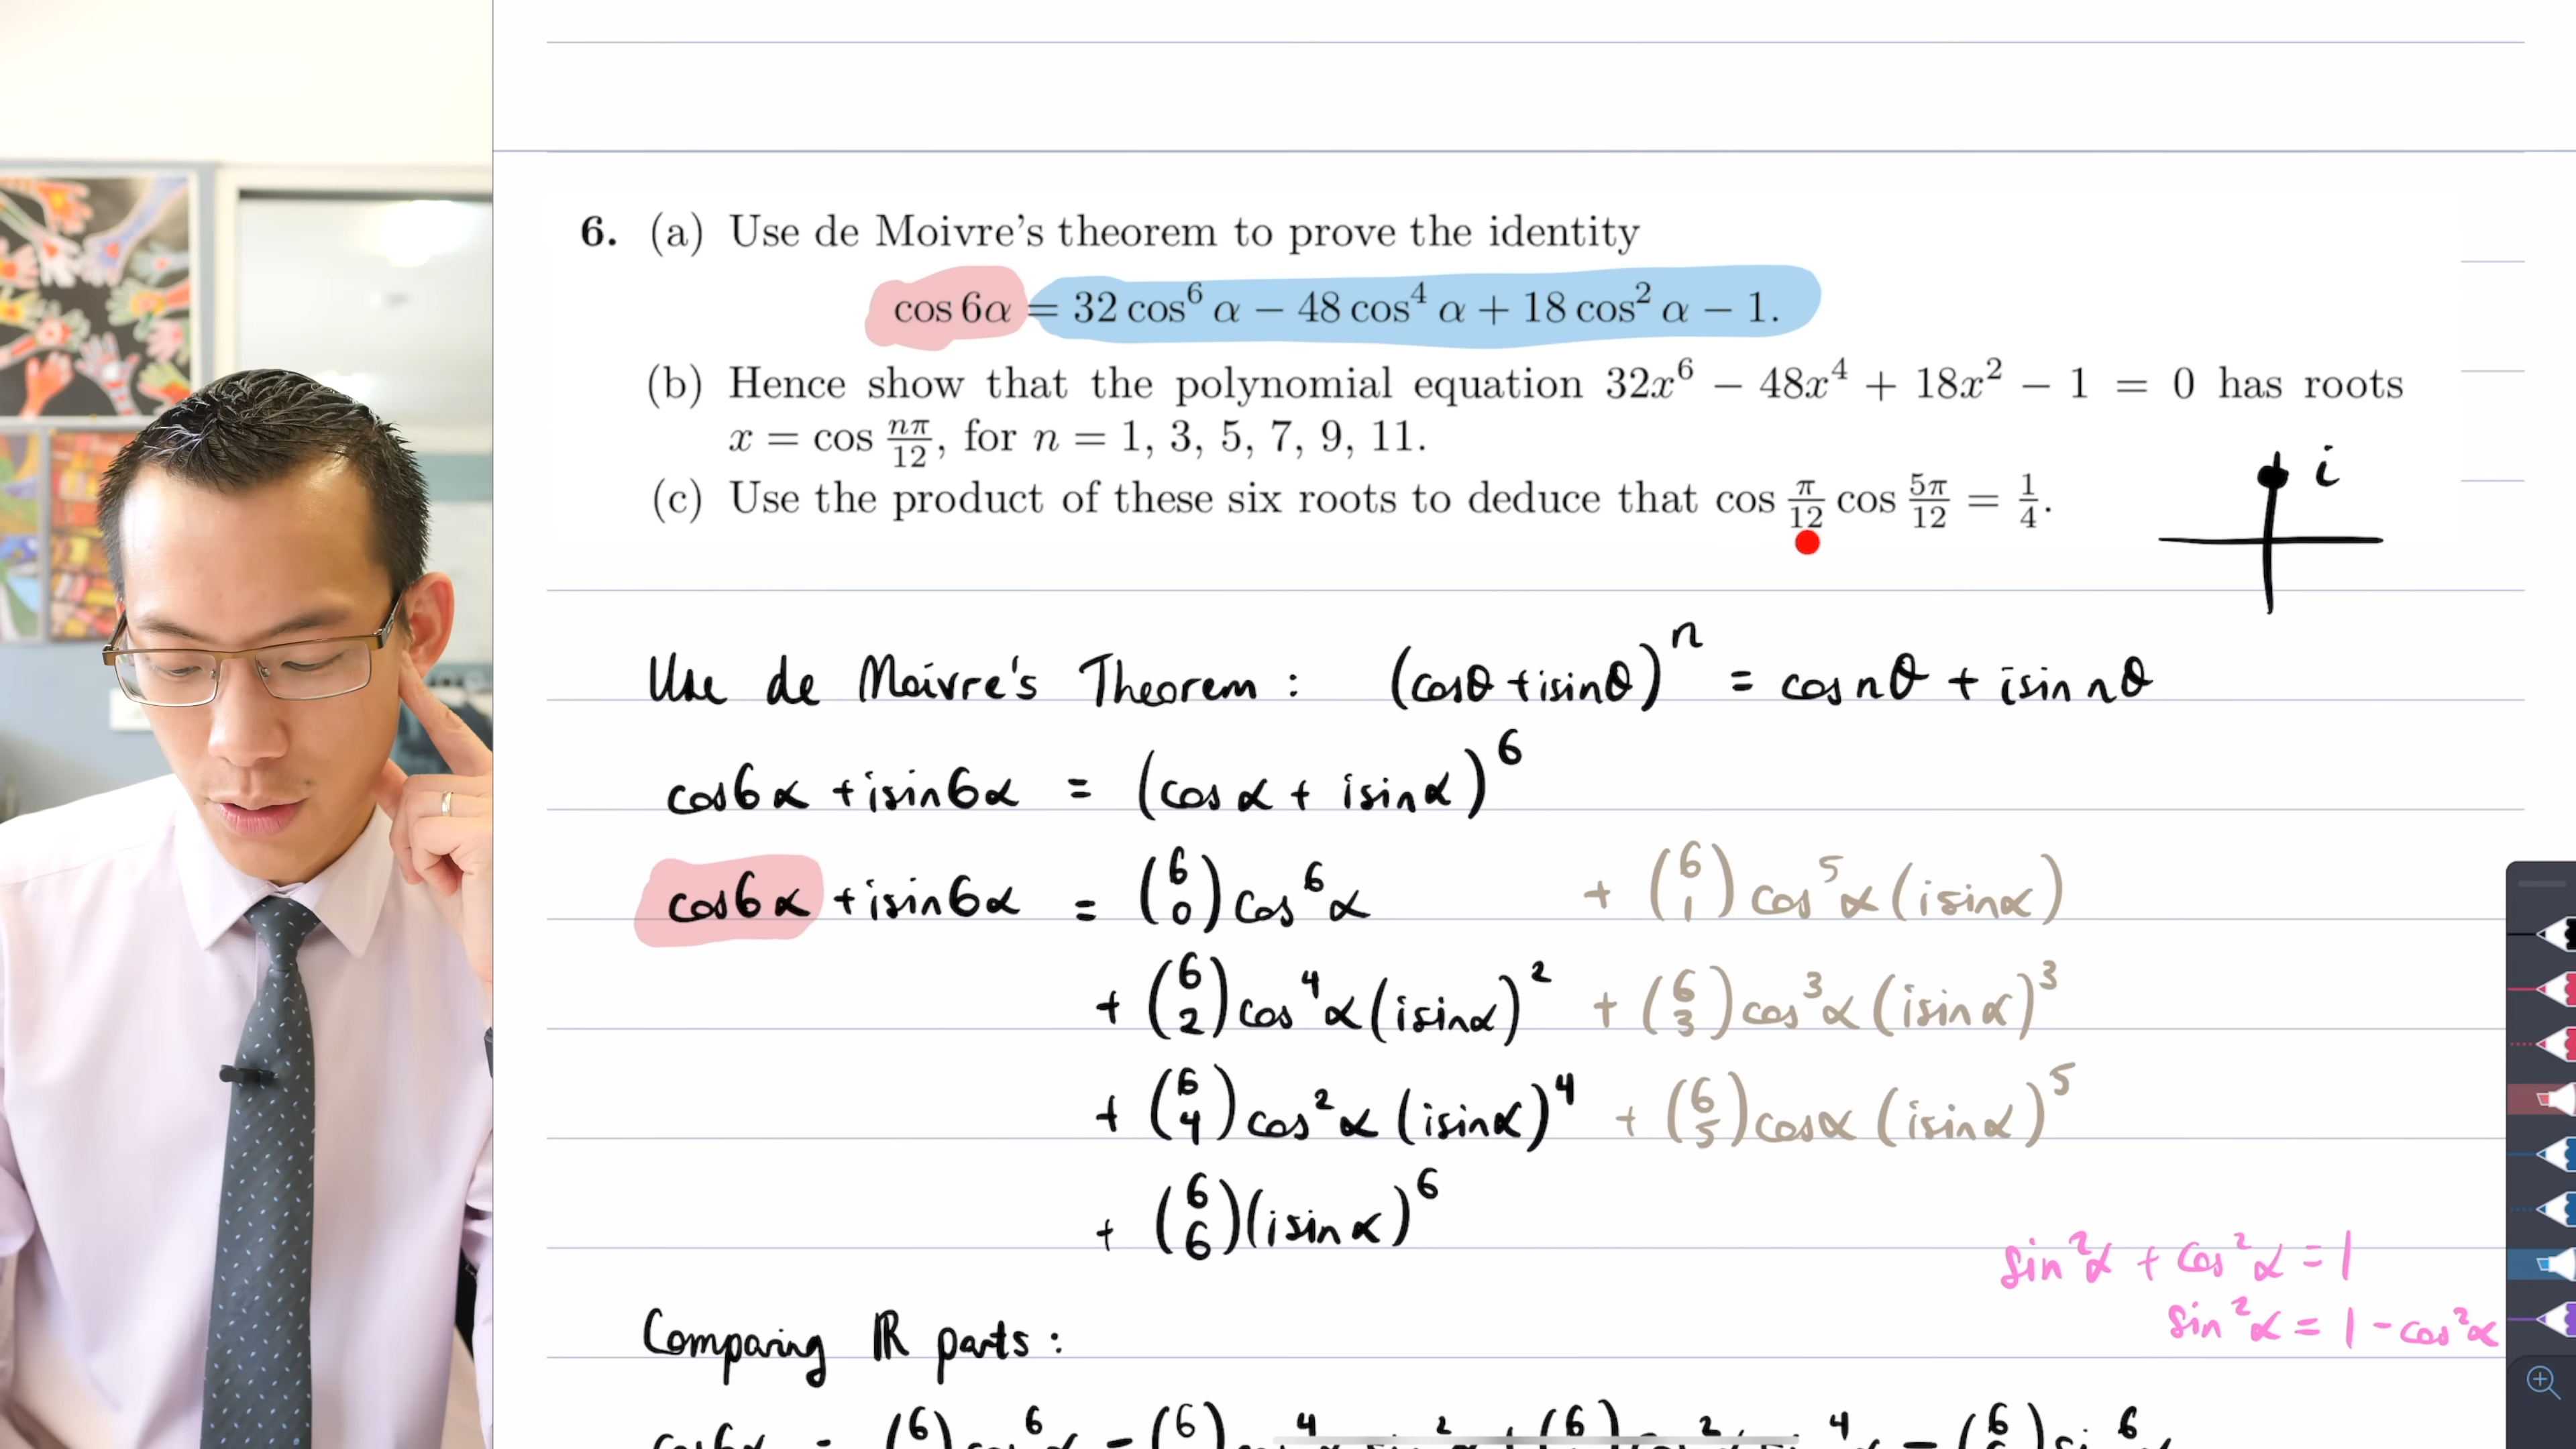 6. (a) Use de Moivre's theorem to prove the identity
cos 6α = 32 cos⁶ α − 48 cos⁴ α + 18 cos² α − 1.
(b) Hence show that the polynomial equation 32x⁶ − 48x⁴ + 18x² − 1 = 0 has roots
x = cos nπ/12, for n = 1, 3, 5, 7, 9, 11.
(c) Use the product of these six roots to deduce that cos π/12 cos 5π/12 = 1/4.
i
Use de Moivre's Theorem : (cosθ + isinθ)ⁿ = cos nθ + isin nθ
cos6α + isin6α = (cos α + isinα)⁶
cos6α + isin6α = (6 0) cos⁶α + (6 1) cos⁵α (isinα)
+ (6 2) cos⁴α (isinα)² + (6 3) cos³α (isinα)³
+ (6 4) cos²α (isinα)⁴ + (6 5) cosα (isinα)⁵
+ (6 6) (isinα)⁶
sin²α + cos²α = 1
sin²α = 1 - cos²α
Comparing ℝ parts :